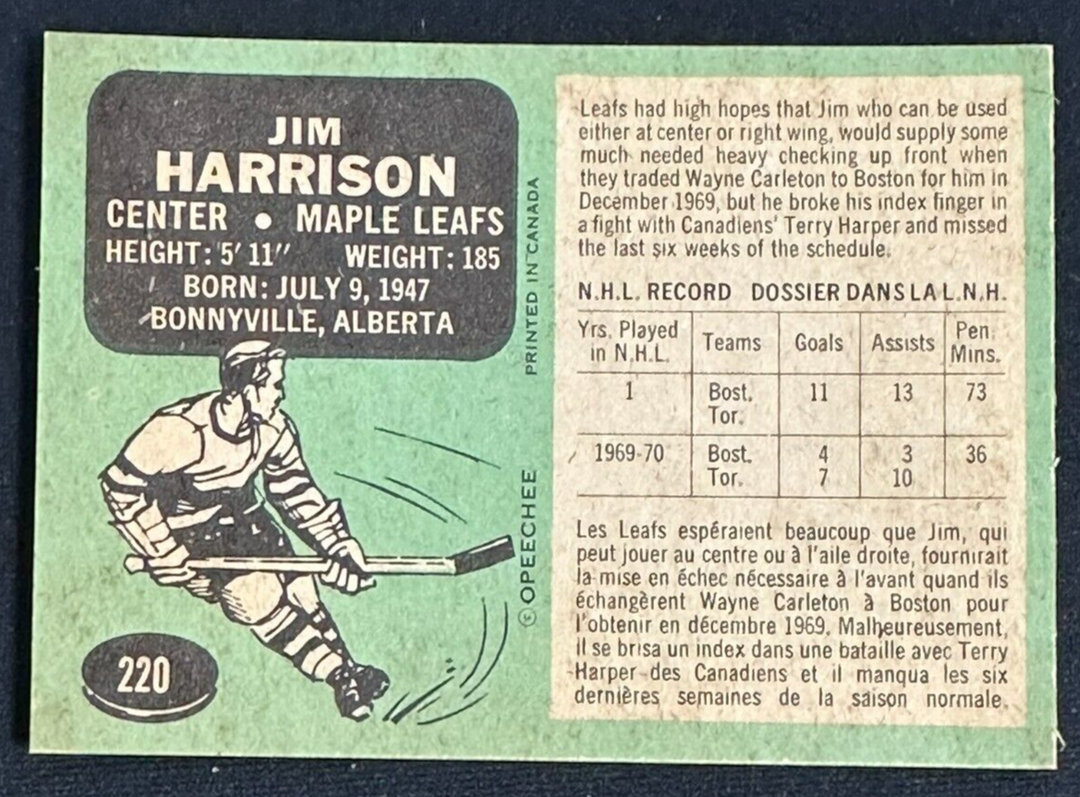 JIM
HARRISON
CENTER • MAPLE LEAFS
HEIGHT: 5' 11" WEIGHT: 185
BORN: JULY 9, 1947
BONNYVILLE, ALBERTA
220
PRINTED IN CANADA
© OPEECHEE
Leafs had high hopes that Jim who can be used
either at center or right wing, would supply some
much needed heavy checking up front when
they traded Wayne Carleton to Boston for him in
December 1969, but he broke his index finger in
a fight with Canadiens' Terry Harper and missed
the last six weeks of the schedule.
N.H.L. RECORD DOSSIER DANS LA L.N.H.
Yrs. Played Teams Goals Assists Pen.
in N.H.L. Mins.
1 Bost. 11 13 73
Tor.
1969-70 Bost. 4 3 36
Tor. 7 10
Les Leafs espéraient beaucoup que Jim, qui
peut jouer au centre ou à l'aile droite, fournirait
la mise en échec nécessaire à l'avant quand ils
échangèrent Wayne Carleton à Boston pour
l'obtenir en décembre 1969. Malheureusement,
il se brisa un index dans une bataille avec Terry
Harper des Canadiens et il manqua les six
dernières semaines de la saison normale.